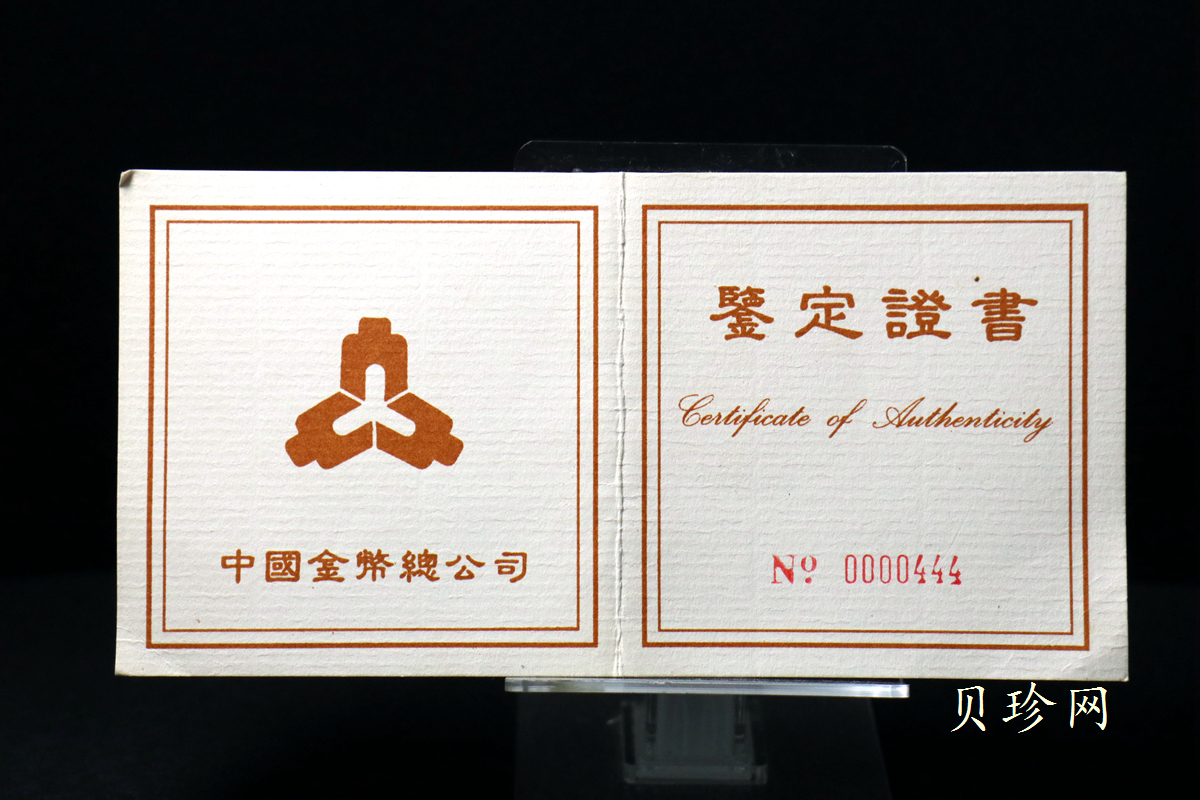 中國金幣總公司
鑒定證書
Certificate of Authenticity
Nº 0000444
贝珍网